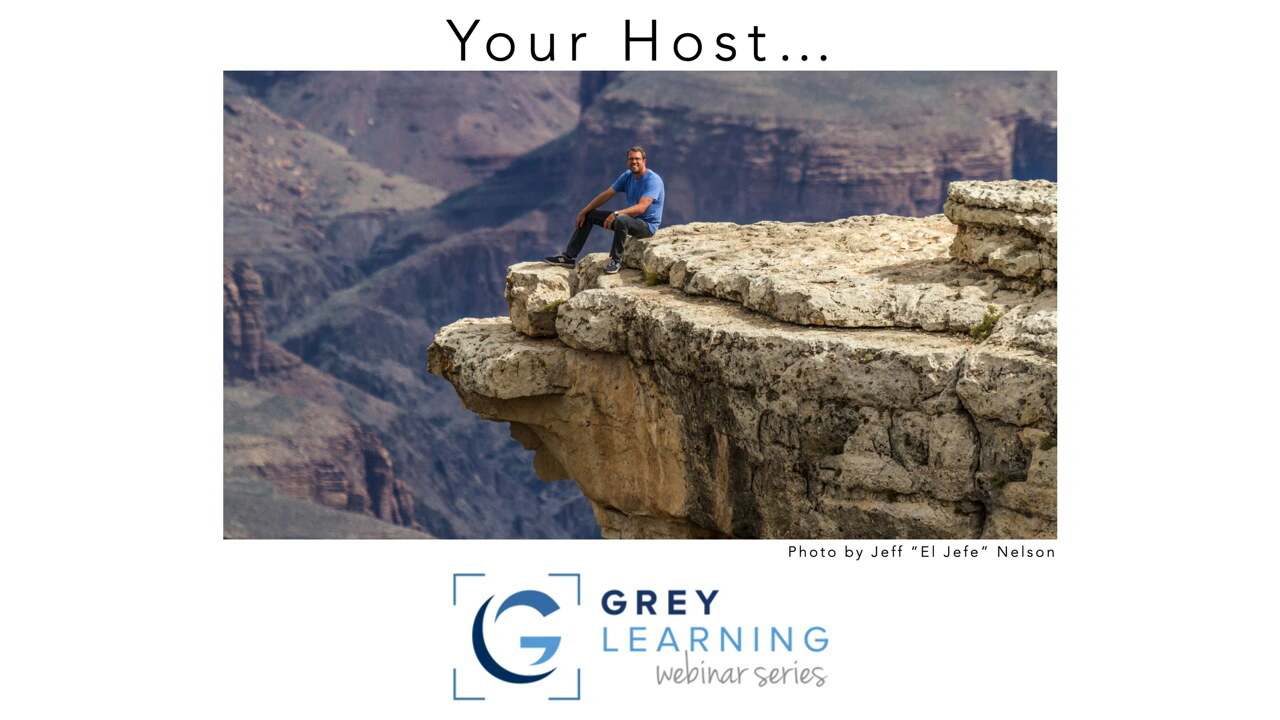 Your Host...
Photo by Jeff “El Jefe” Nelson
GREY
LEARNING
webinar series